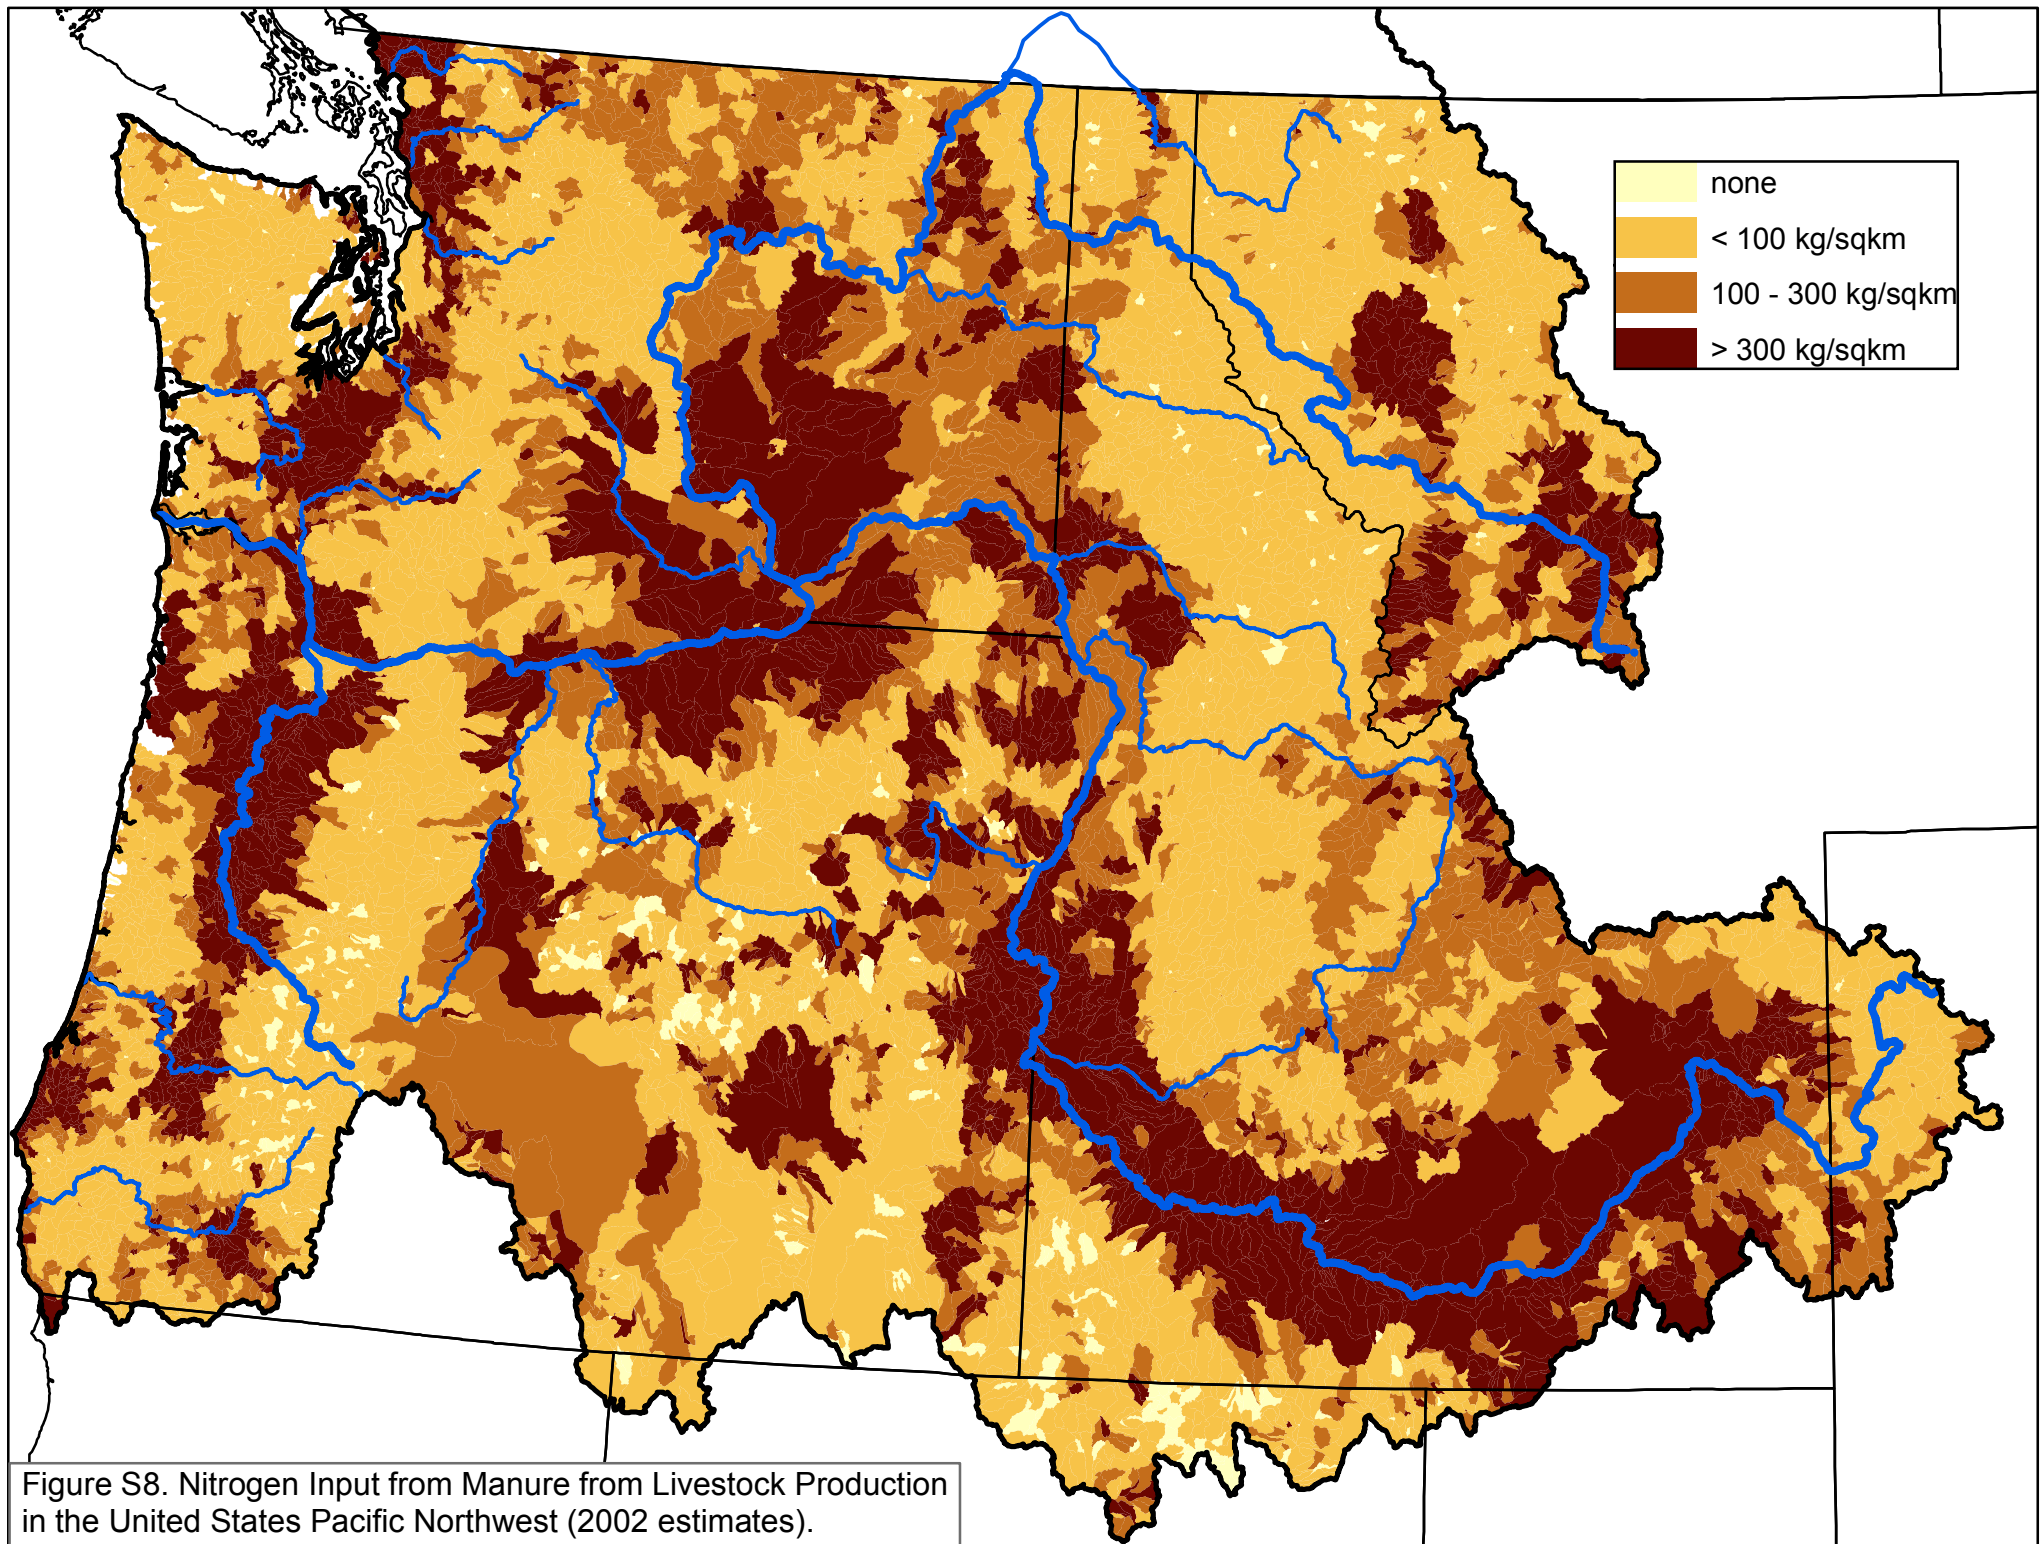 none
< 100 kg/sqkm
100 - 300 kg/sqkm
> 300 kg/sqkm
Figure S8. Nitrogen Input from Manure from Livestock Production
in the United States Pacific Northwest (2002 estimates).